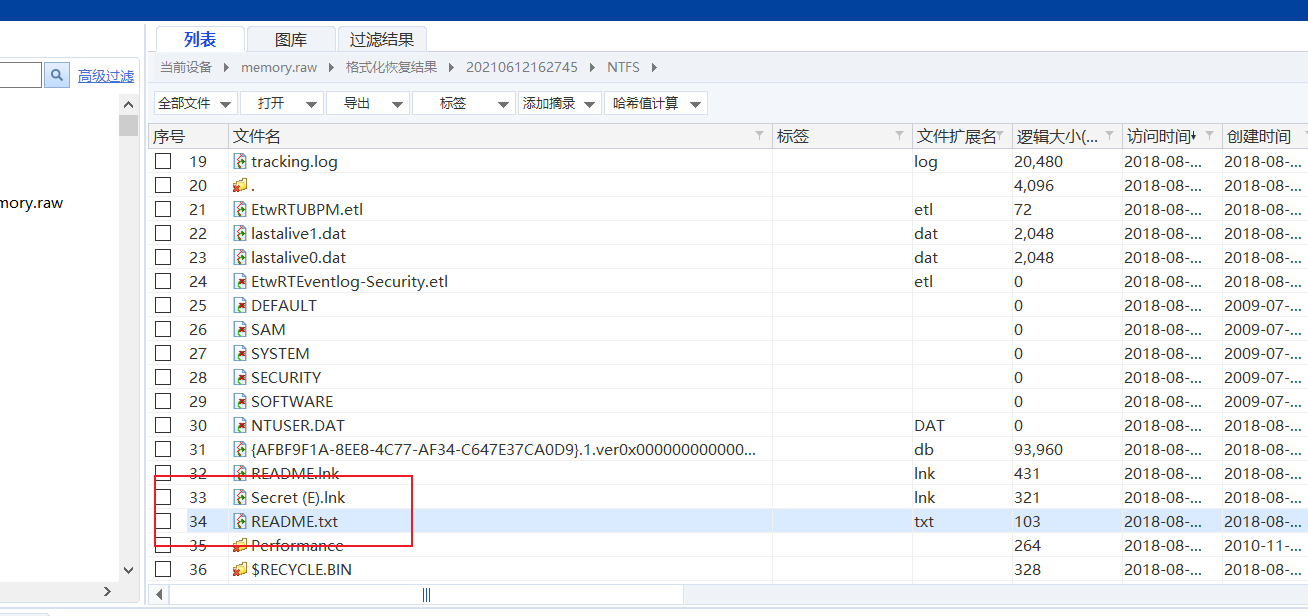 列表 图库 过滤结果
高级过滤
当前设备 memory.raw 格式化恢复结果 20210612162745 NTFS
全部文件 打开 导出 标签 添加摘录 哈希值计算
序号 文件名 标签 文件扩展名 逻辑大小(... 访问时间 创建时间
19 tracking.log log 20,480 2018-08-... 2018-08-...
20 . 4,096 2018-08-... 2018-08-...
mory.raw
21 EtwRTUBPM.etl etl 72 2018-08-... 2018-08-...
22 lastalive1.dat dat 2,048 2018-08-... 2018-08-...
23 lastalive0.dat dat 2,048 2018-08-... 2018-08-...
24 EtwRTEventlog-Security.etl etl 0 2018-08-... 2018-08-...
25 DEFAULT 0 2018-08-... 2009-07-...
26 SAM 0 2018-08-... 2009-07-...
27 SYSTEM 0 2018-08-... 2009-07-...
28 SECURITY 0 2018-08-... 2009-07-...
29 SOFTWARE 0 2018-08-... 2009-07-...
30 NTUSER.DAT DAT 0 2018-08-... 2009-07-...
31 {AFBF9F1A-8EE8-4C77-AF34-C647E37CA0D9}.1.ver0x000000000000... db 93,960 2018-08-... 2018-08-...
32 README.lnk lnk 431 2018-08-... 2018-08-...
33 Secret (E).lnk lnk 321 2018-08-... 2018-08-...
34 README.txt txt 103 2018-08-... 2018-08-...
35 Performance 264 2018-08-... 2010-11-...
36 $RECYCLE.BIN 328 2018-08-... 2018-08-...